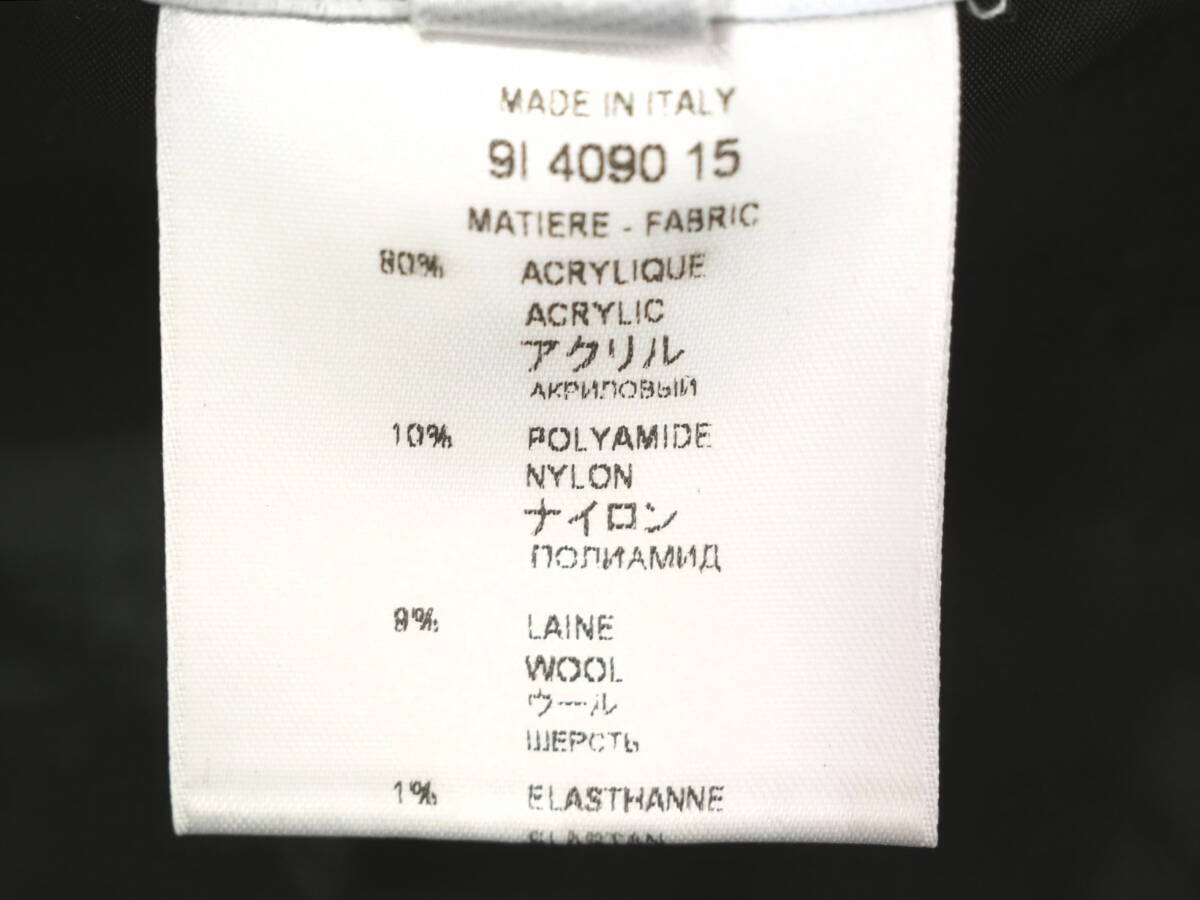 MADE IN ITALY
9I 4090 15
MATIERE - FABRIC
80% ACRYLIQUE
ACRYLIC
アクリル
АКРИЛОВЫЙ
10% POLYAMIDE
NYLON
ナイロン
ПОЛИАМИД
9% LAINE
WOOL
ウール
ШЕРСТЬ
1% ELASTHANNE